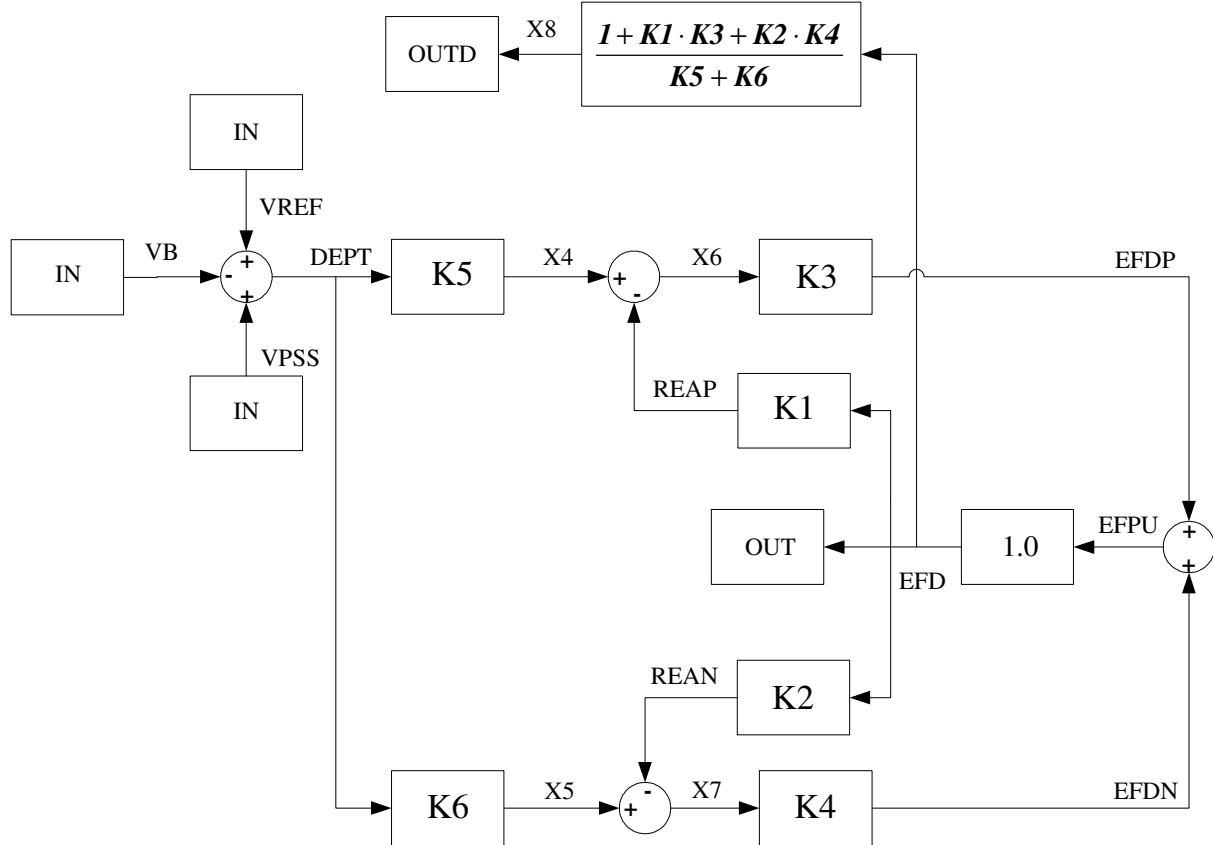 X8
OUTD
1 + K1 · K3 + K2 · K4
K5 + K6
IN
VREF
IN
VB
-
+
+
DEPT
K5
X4
+
-
X6
K3
EFDP
VPSS
IN
REAP
K1
OUT
EFD
1.0
EFPU
+
+
REAN
K2
K6
X5
-
+
X7
K4
EFDN